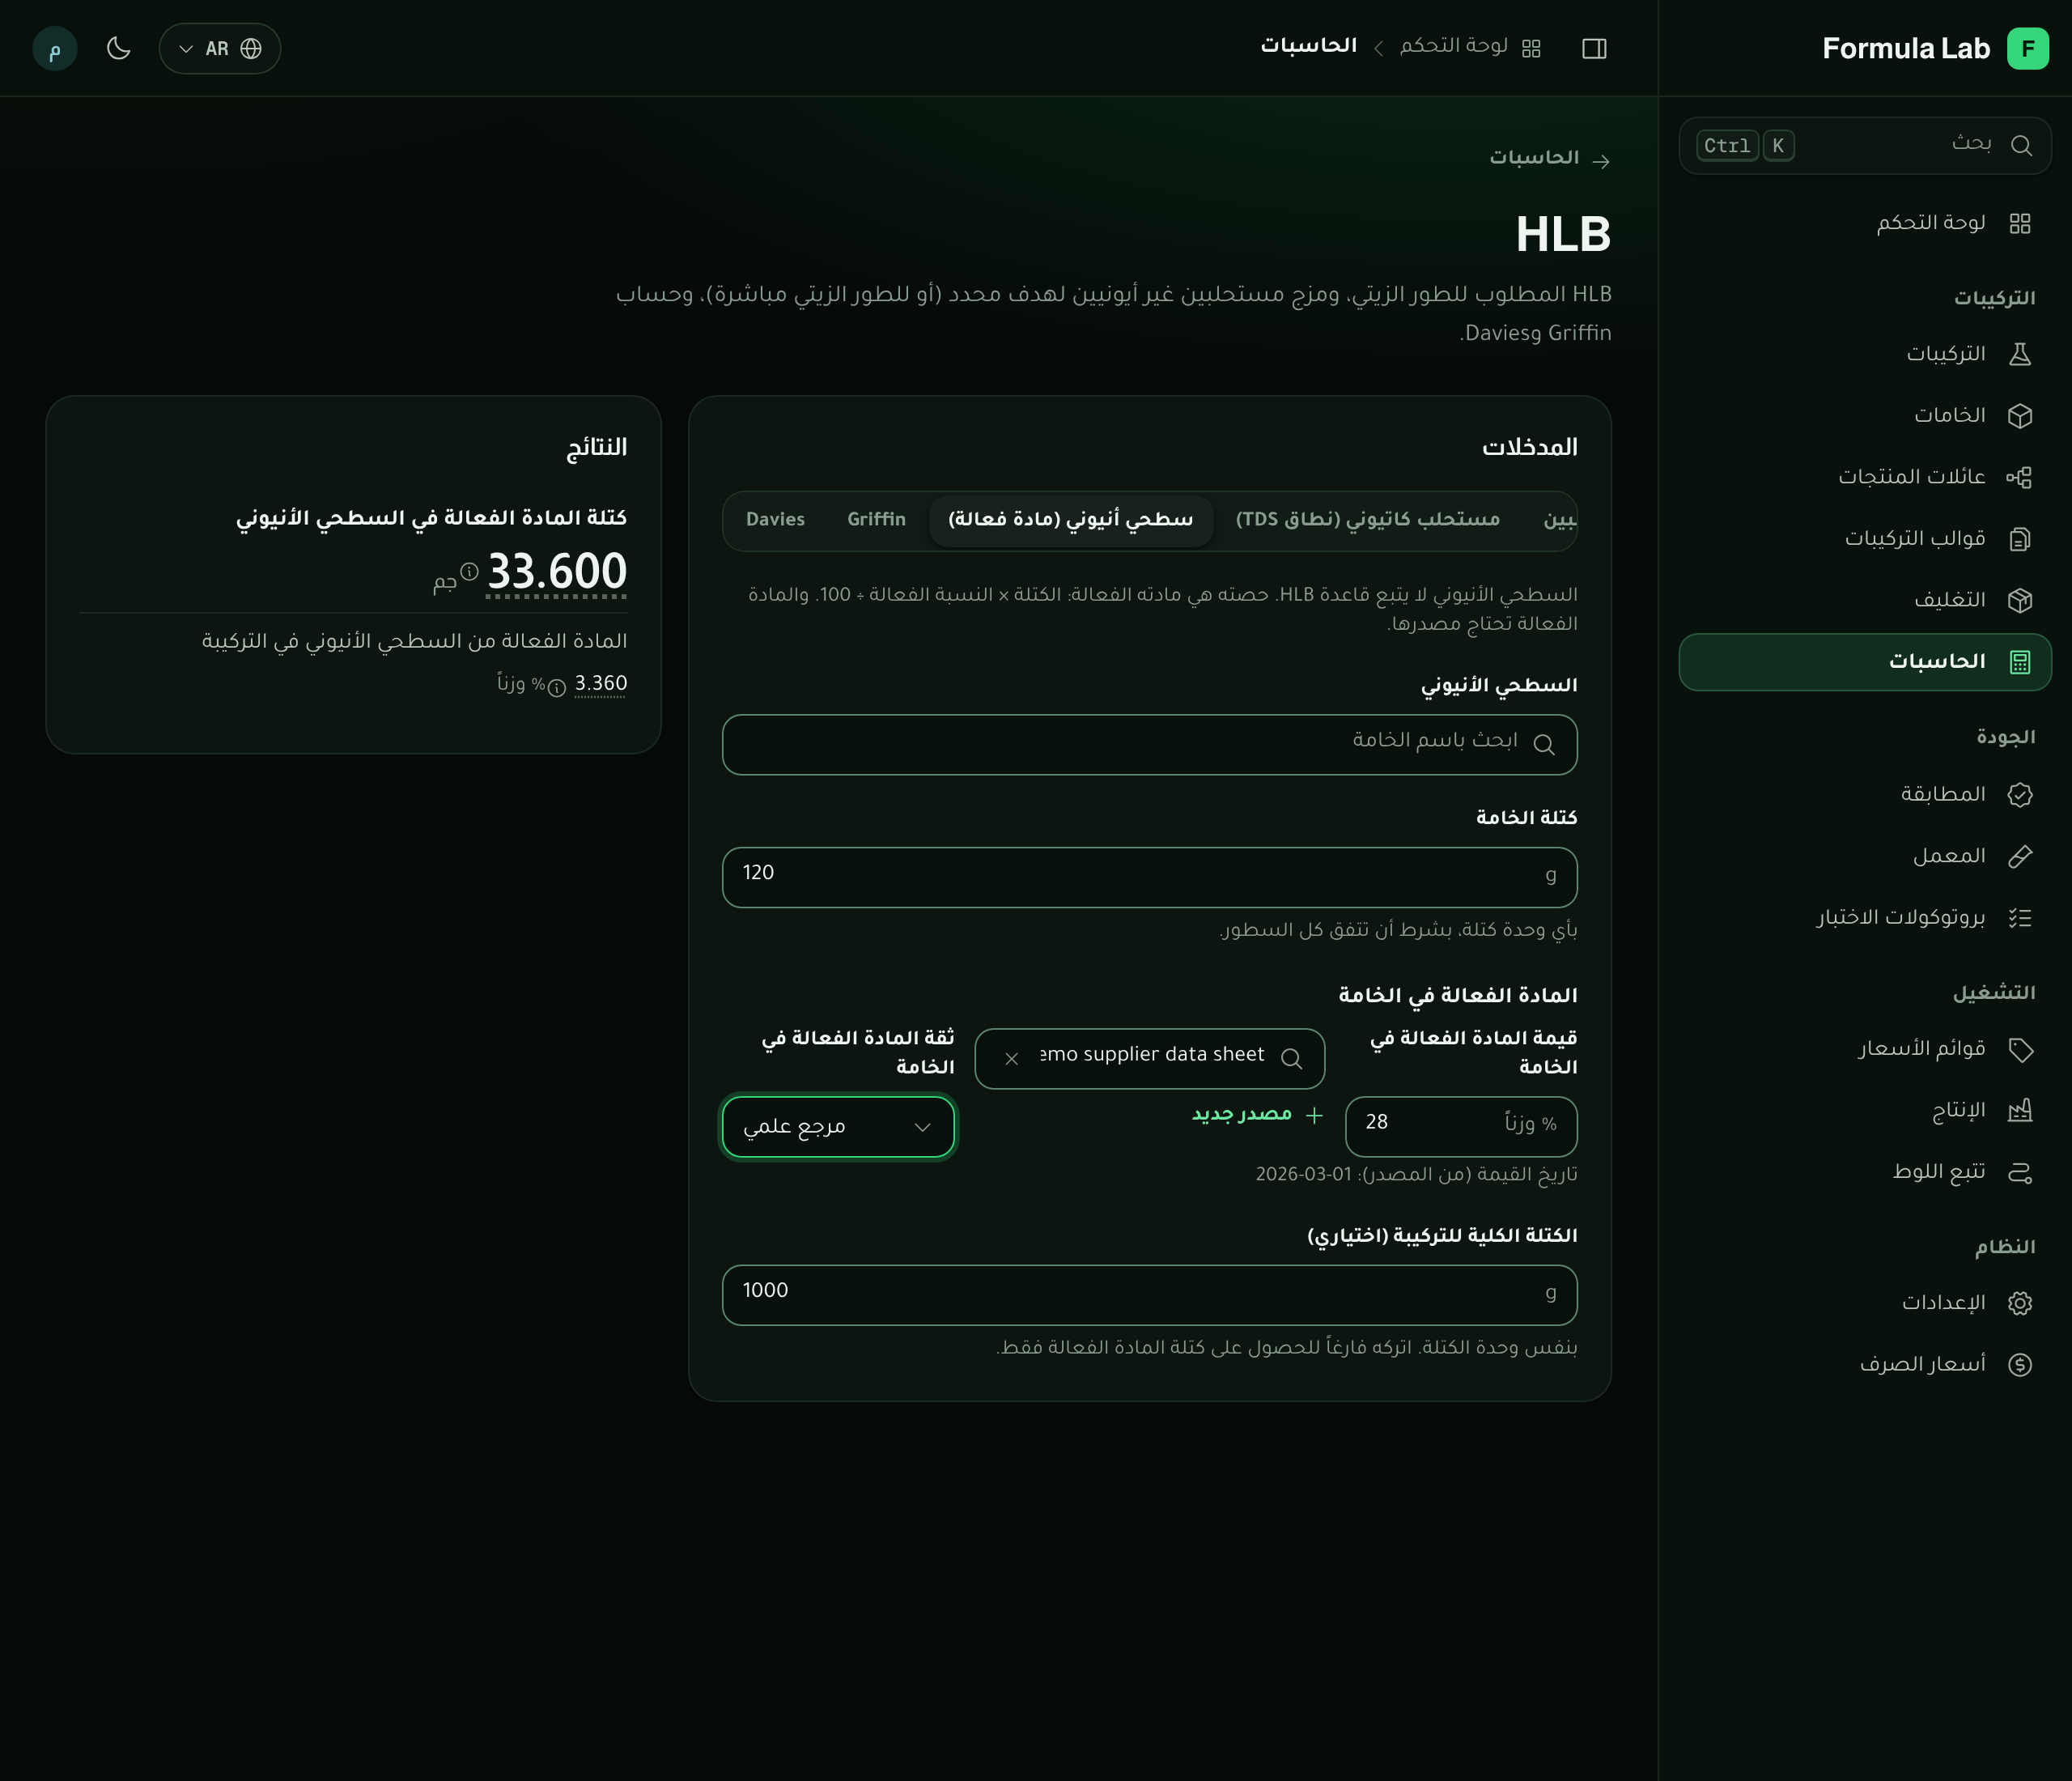 F
Formula Lab
لوحة التحكم
الحاسبات
AR
م
بحث
Ctrl K
لوحة التحكم
التركيبات
التركيبات
الخامات
عائلات المنتجات
قوالب التركيبات
التغليف
الحاسبات
الجودة
المطابقة
المعمل
بروتوكولات الاختبار
التشغيل
قوائم الأسعار
الإنتاج
تتبع اللوط
النظام
الإعدادات
أسعار الصرف
الحاسبات
HLB
HLB المطلوب للطور الزيتي، ومزج مستحلبين غير أيونيين لهدف محدد (أو للطور الزيتي مباشرة)، وحساب
Griffin وDavies.
المدخلات
مستحلب كاتيوني (نطاق TDS)
سطحي أنيوني (مادة فعالة)
Griffin
Davies
السطحي الأنيوني لا يتبع قاعدة HLB. حصته هي مادته الفعالة: الكتلة × النسبة الفعالة ÷ 100. والمادة
الفعالة تحتاج مصدرها.
السطحي الأنيوني
ابحث باسم الخامة
كتلة الخامة
g
120
بأي وحدة كتلة، بشرط أن تتفق كل السطور.
المادة الفعالة في الخامة
قيمة المادة الفعالة في
الخامة
% وزناً
28
emo supplier data sheet
مصدر جديد
ثقة المادة الفعالة في
الخامة
مرجع علمي
تاريخ القيمة (من المصدر): 2026-03-01
الكتلة الكلية للتركيبة (اختياري)
g
1000
بنفس وحدة الكتلة. اتركه فارغاً للحصول على كتلة المادة الفعالة فقط.
النتائج
كتلة المادة الفعالة في السطحي الأنيوني
33.600 جم
المادة الفعالة من السطحي الأنيوني في التركيبة
3.360 % وزناً